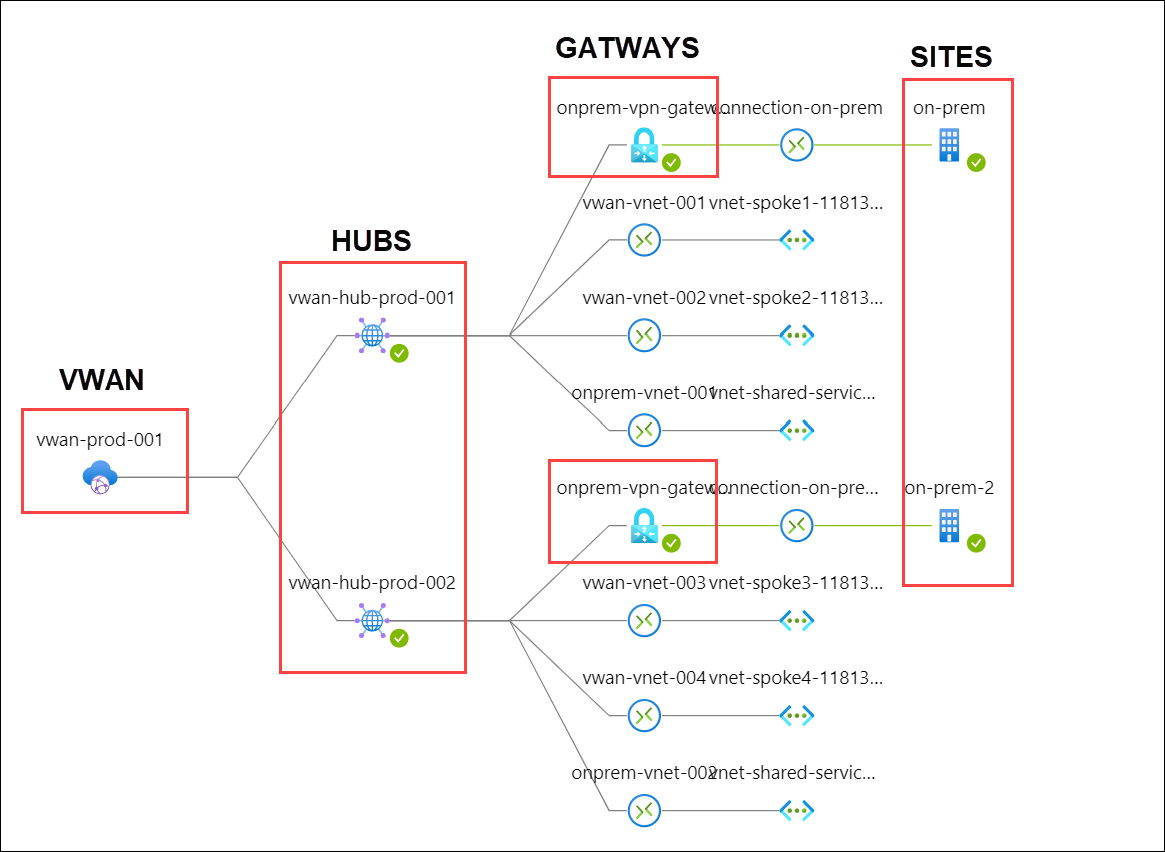 GATWAYS
SITES
onprem-vpn-gatew...
connection-on-prem
on-prem
vwan-vnet-001
vnet-spoke1-11813...
HUBS
vwan-hub-prod-001
vwan-vnet-002
vnet-spoke2-11813...
VWAN
onprem-vnet-001
vnet-shared-servic...
vwan-prod-001
onprem-vpn-gatew...
connection-on-pre...
on-prem-2
vwan-hub-prod-002
vwan-vnet-003
vnet-spoke3-11813...
vwan-vnet-004
vnet-spoke4-11813...
onprem-vnet-002
vnet-shared-servic...